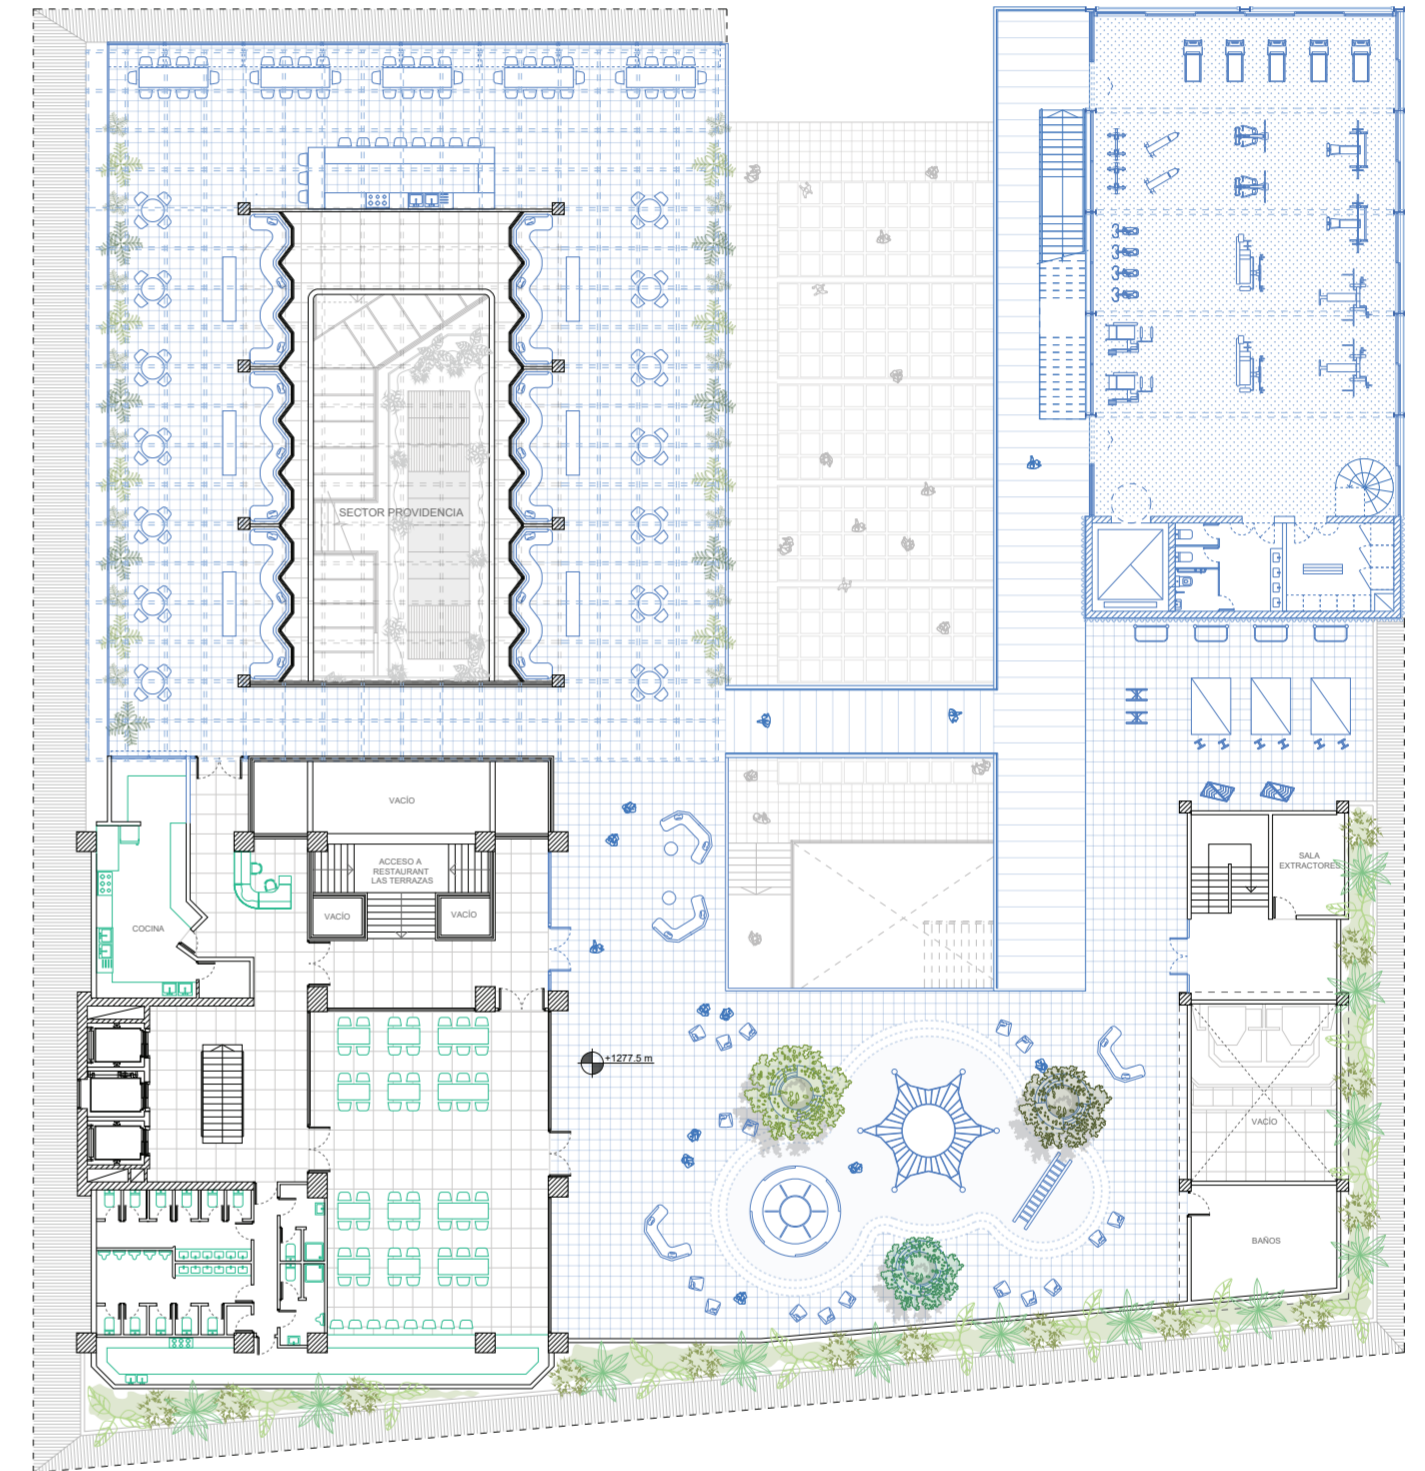 SECTOR PROVIDENCIA
VACÍO
ACCESO A
RESTAURANT
LAS TERRAZAS
VACÍO
VACÍO
COCINA
SALA
EXTRACTORES
+1277.5 m
VACÍO
BAÑOS